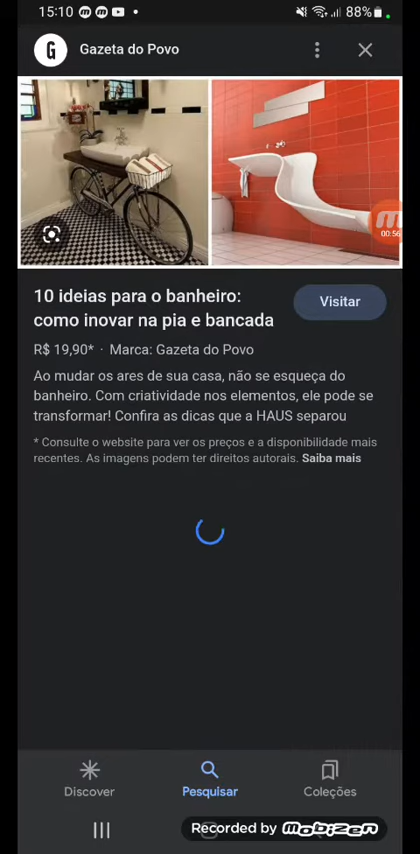 15:10
88%
G Gazeta do Povo
00:56
10 ideias para o banheiro:
como inovar na pia e bancada
Visitar
R$ 19,90* · Marca: Gazeta do Povo
Ao mudar os ares de sua casa, não se esqueça do
banheiro. Com criatividade nos elementos, ele pode se
transformar! Confira as dicas que a HAUS separou
* Consulte o website para ver os preços e a disponibilidade mais
recentes. As imagens podem ter direitos autorais. Saiba mais
Discover
Pesquisar
Coleções
Recorded by mobizen